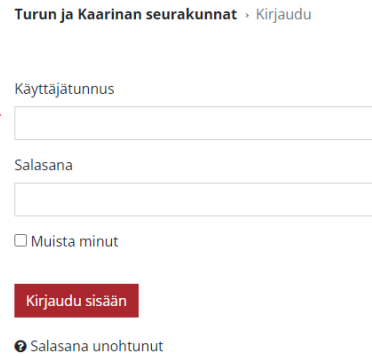 Turun ja Kaarinan seurakunnat › Kirjaudu
Käyttäjätunnus
Salasana
Muista minut
Kirjaudu sisään
Salasana unohtunut